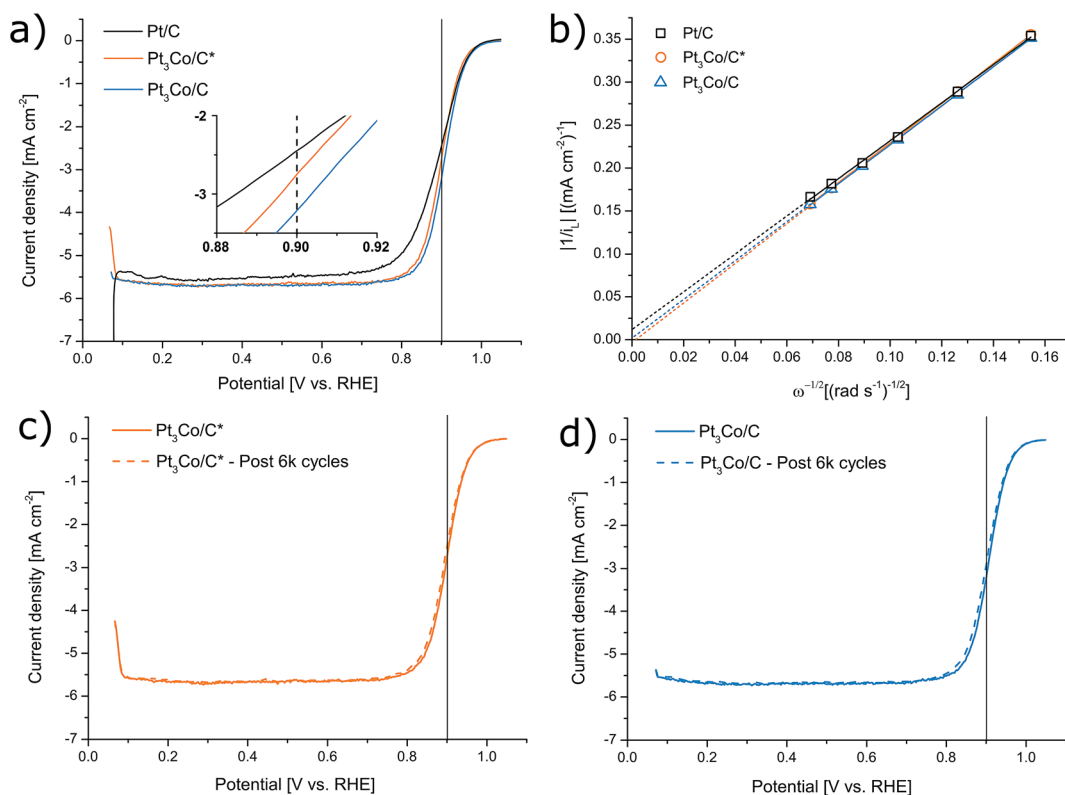 a)
Pt/C
Pt₃Co/C*
Pt₃Co/C
0
-1
-2
-3
-4
-5
-6
-7
-2
-3
0.88
0.90
0.92
0.0
0.2
0.4
0.6
0.8
1.0
Current density [mA cm⁻²]
Potential [V vs. RHE]
b)
Pt/C
Pt₃Co/C*
Pt₃Co/C
0.35
0.30
0.25
0.20
0.15
0.10
0.05
0.00
0.00
0.02
0.04
0.06
0.08
0.10
0.12
0.14
0.16
|1/i_L| [(mA cm⁻²)⁻¹]
ω⁻¹/² [(rad s⁻¹)⁻¹/²]
c)
Pt₃Co/C*
Pt₃Co/C* - Post 6k cycles
0
-1
-2
-3
-4
-5
-6
-7
0.0
0.2
0.4
0.6
0.8
1.0
Current density [mA cm⁻²]
Potential [V vs. RHE]
d)
Pt₃Co/C
Pt₃Co/C - Post 6k cycles
0
-1
-2
-3
-4
-5
-6
-7
0.0
0.2
0.4
0.6
0.8
1.0
Current density [mA cm⁻²]
Potential [V vs. RHE]